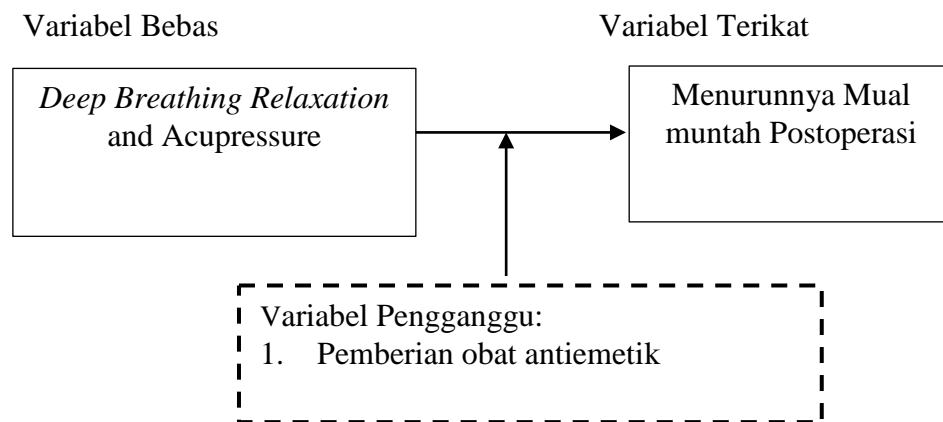 Variabel Bebas
Variabel Terikat
Deep Breathing Relaxation
and Acupressure
Menurunnya Mual
muntah Postoperasi
Variabel Pengganggu:
1. Pemberian obat antiemetik